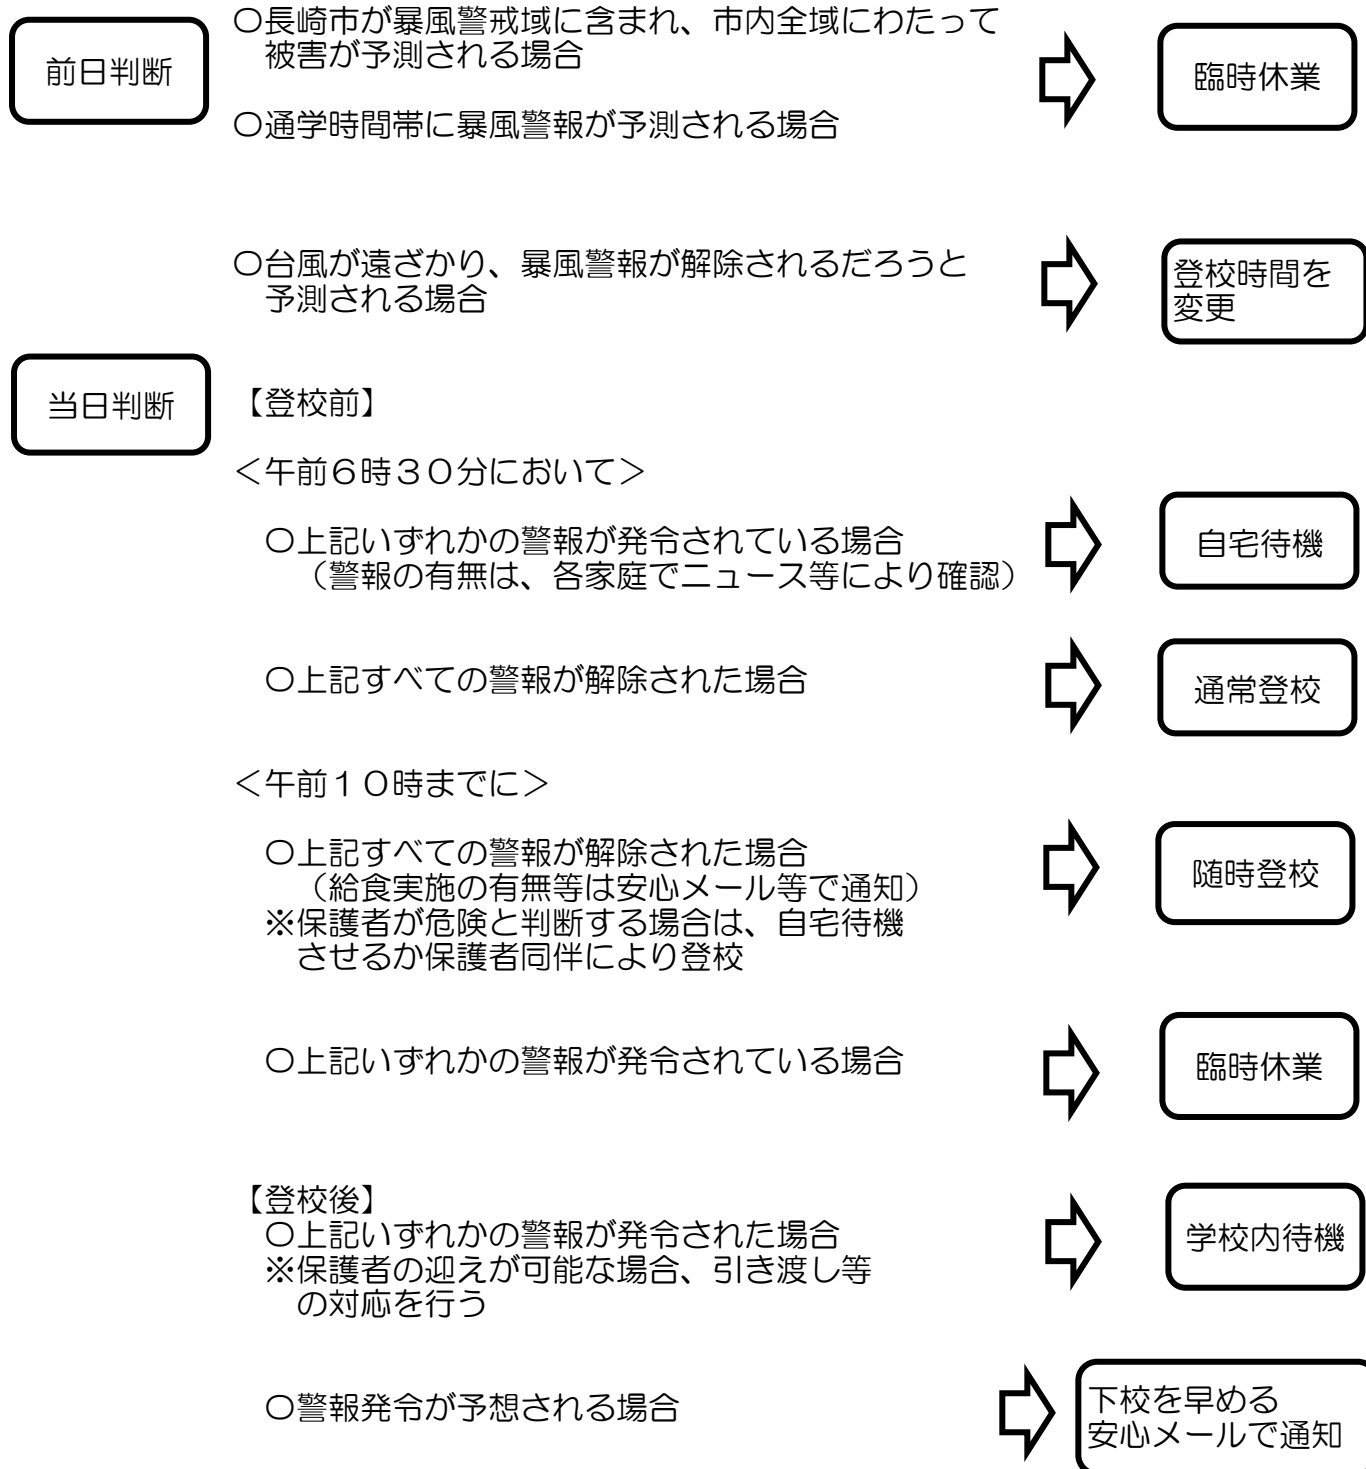 前日判断
○長崎市が暴風警戒域に含まれ、市内全域にわたって
被害が予測される場合
○通学時間帯に暴風警報が予測される場合
臨時休業
○台風が遠ざかり、暴風警報が解除されるだろうと
予測される場合
登校時間を
変更
当日判断
【登校前】
＜午前６時３０分において＞
○上記いずれかの警報が発令されている場合
（警報の有無は、各家庭でニュース等により確認）
自宅待機
○上記すべての警報が解除された場合
通常登校
＜午前１０時までに＞
○上記すべての警報が解除された場合
（給食実施の有無等は安心メール等で通知）
※保護者が危険と判断する場合は、自宅待機
させるか保護者同伴により登校
随時登校
○上記いずれかの警報が発令されている場合
臨時休業
【登校後】
○上記いずれかの警報が発令された場合
※保護者の迎えが可能な場合、引き渡し等
の対応を行う
学校内待機
○警報発令が予想される場合
下校を早める
安心メールで通知